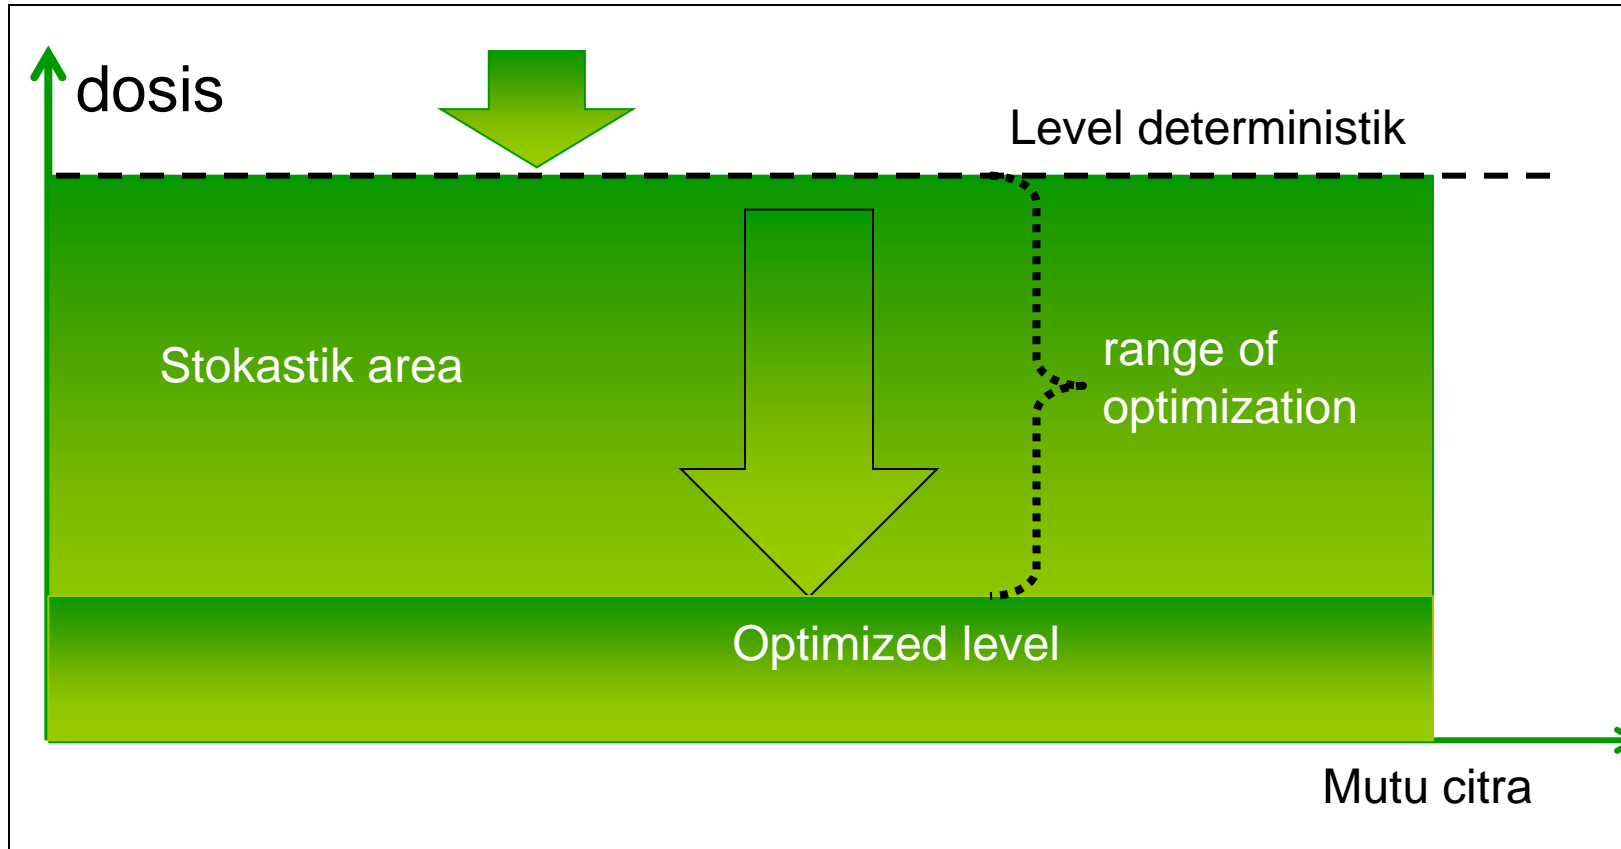 dosis
Level deterministik
Stokastik area
range of
optimization
Optimized level
Mutu citra